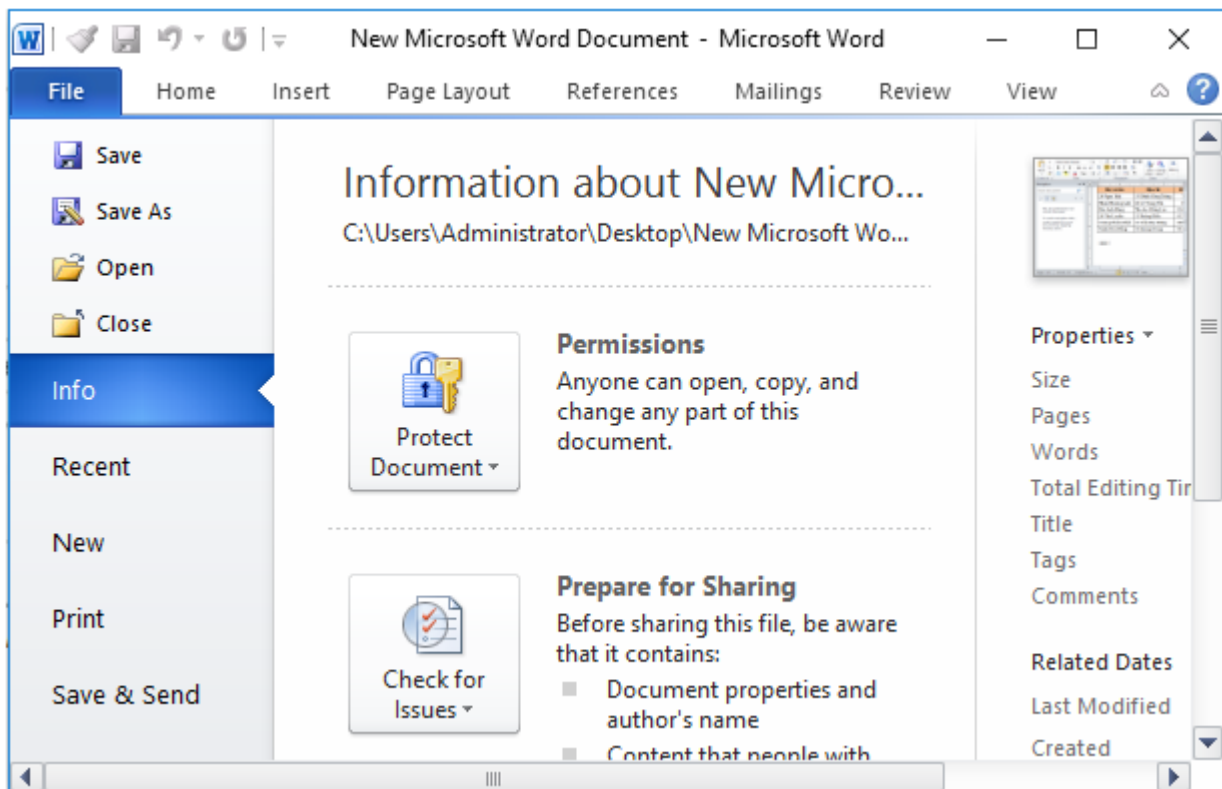 New Microsoft Word Document - Microsoft Word
File Home Insert Page Layout References Mailings Review View
Save
Save As
Open
Close
Info
Recent
New
Print
Save & Send
Information about New Micro...
C:\Users\Administrator\Desktop\New Microsoft Wo...
Protect
Document
Permissions
Anyone can open, copy, and
change any part of this
document.
Check for
Issues
Prepare for Sharing
Before sharing this file, be aware
that it contains:
Document properties and
author's name
Content that people with
Properties
Size
Pages
Words
Total Editing Tir
Title
Tags
Comments
Related Dates
Last Modified
Created